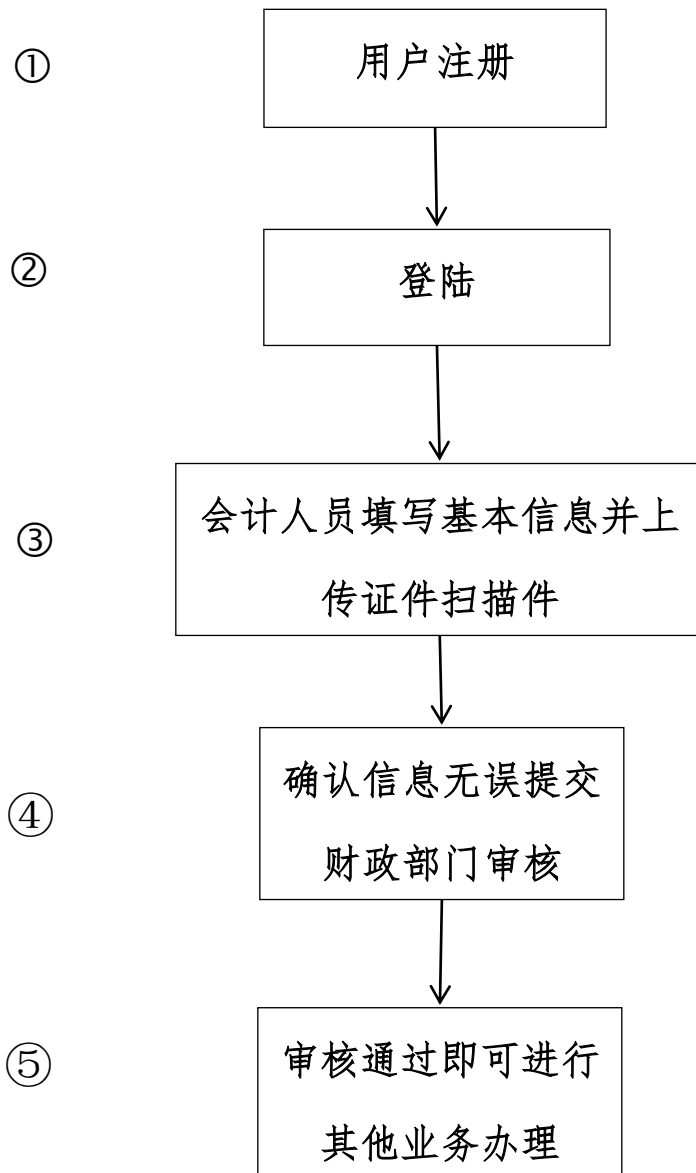 ① 用户注册
② 登陆
③ 会计人员填写基本信息并上
传证件扫描件
④ 确认信息无误提交
财政部门审核
⑤ 审核通过即可进行
其他业务办理